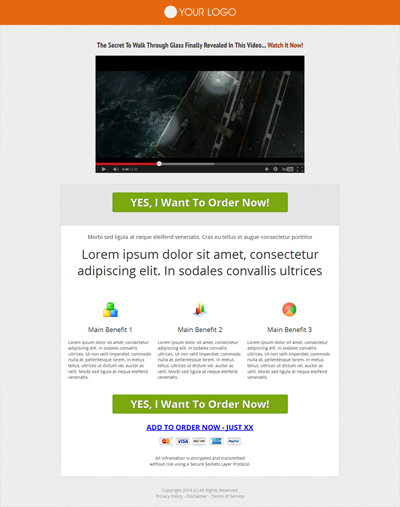 YOUR LOGO
The Secret To Walk Through Glass Finally Revealed In This Video... Watch It Now!
YES, I Want To Order Now!
Morbi sed ligula at neque eleifend venenatis. Cras eu tellus et augue consectetur porttitor
Lorem ipsum dolor sit amet, consectetur
adipiscing elit. In sodales convallis ultrices
Main Benefit 1
Lorem ipsum dolor sit amet, consectetur
adipiscing elit. In sodales convallis
ultrices. Ut non velit imperdiet, commodo
nulla at, pretium lorem. In metus
tellus, ultrices ut dictum vel, auctor ac
velit. Morbi sed ligula at neque eleifend
venenatis.
Main Benefit 2
Lorem ipsum dolor sit amet, consectetur
adipiscing elit. In sodales convallis
ultrices. Ut non velit imperdiet, commodo
nulla at, pretium lorem. In metus
tellus, ultrices ut dictum vel, auctor ac
velit. Morbi sed ligula at neque eleifend
venenatis.
Main Benefit 3
Lorem ipsum dolor sit amet, consectetur
adipiscing elit. In sodales convallis
ultrices. Ut non velit imperdiet, commodo
nulla at, pretium lorem. In metus
tellus, ultrices ut dictum vel, auctor ac
velit. Morbi sed ligula at neque eleifend
venenatis.
YES, I Want To Order Now!
ADD TO ORDER NOW - JUST XX
VISA
PayPal
All infromation is encrypted and transmitted
without risk using a Secure Sockets Layer Protocol.
Copyright 2014 (c) All Rights Reserved
Privacy Policy - Disclaimer - Terms of Service